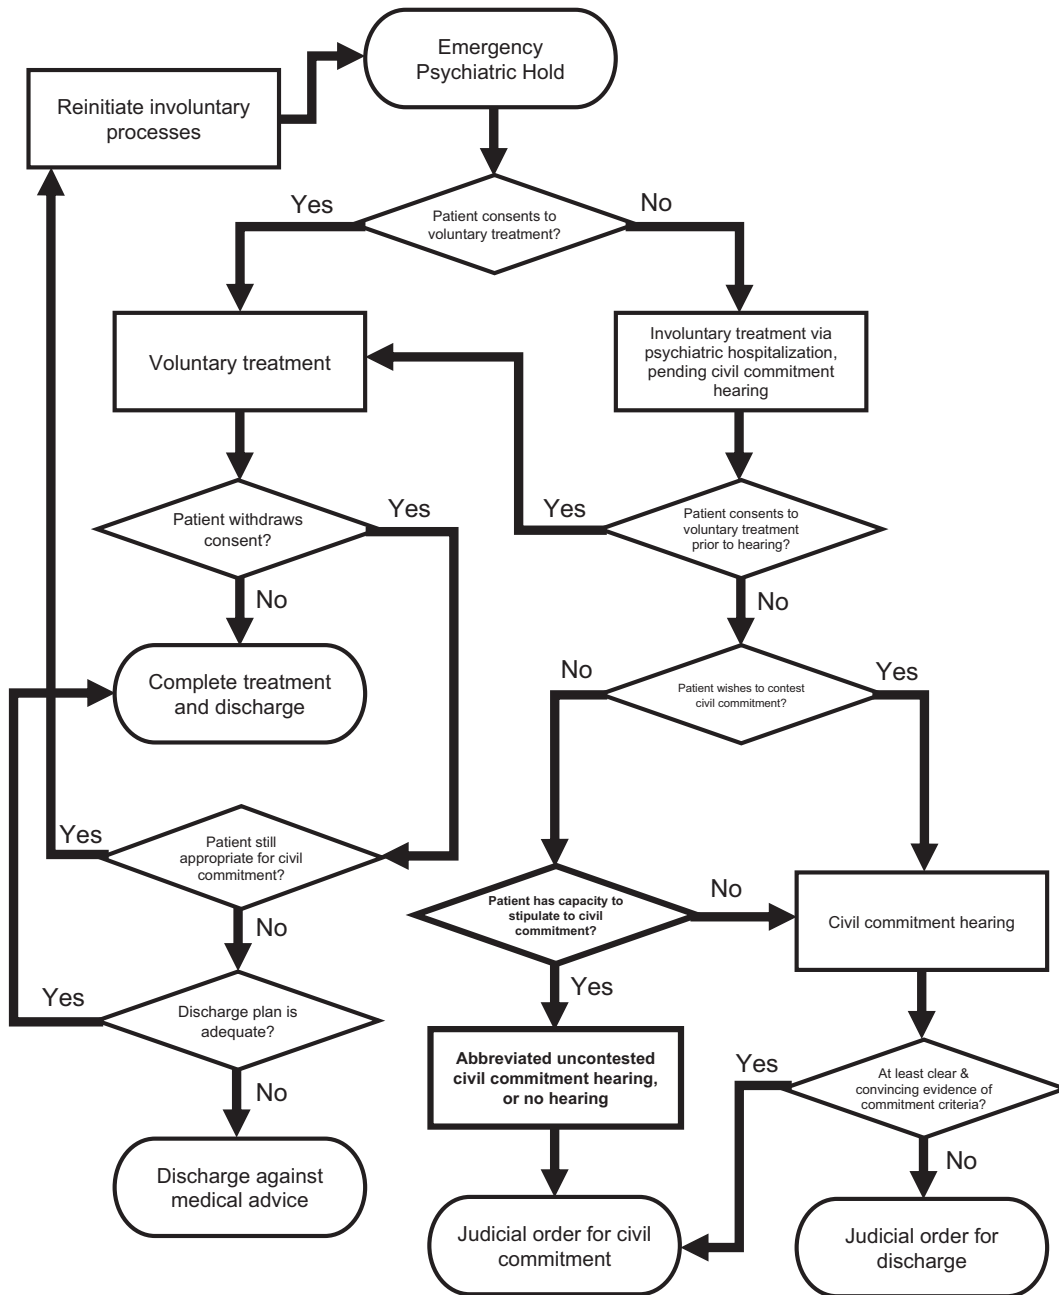 Emergency
Psychiatric Hold
Reinitiate involuntary
processes
Yes
No
Patient consents to
voluntary treatment?
Voluntary treatment
Involuntary treatment via
psychiatric hospitalization,
pending civil commitment
hearing
Patient withdraws
consent?
Yes
Yes
Patient consents to
voluntary treatment
prior to hearing?
No
No
Complete treatment
and discharge
No
Patient wishes to contest
civil commitment?
Yes
Yes
Patient still
appropriate for civil
commitment?
Patient has capacity to
stipulate to civil
commitment?
No
Civil commitment hearing
No
Yes
Discharge plan is
adequate?
Yes
Abbreviated uncontested
civil commitment hearing,
or no hearing
Yes
At least clear &
convincing evidence of
commitment criteria?
No
No
Discharge against
medical advice
Judicial order for civil
commitment
Judicial order for
discharge